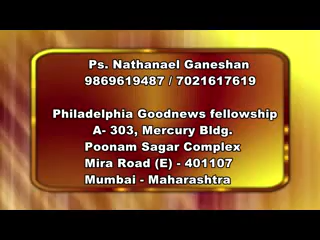 Ps. Nathanael Ganeshan
9869619487 / 7021617619
Philadelphia Goodnews fellowship
A- 303, Mercury Bldg.
Poonam Sagar Complex
Mira Road (E) - 401107
Mumbai - Maharashtra